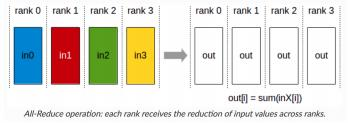 rank 0 rank 1 rank 2 rank 3 rank 0 rank 1 rank 2 rank 3
in0 in1 in2 in3 out out out out
out[i] = sum(inX[i])
All-Reduce operation: each rank receives the reduction of input values across ranks.